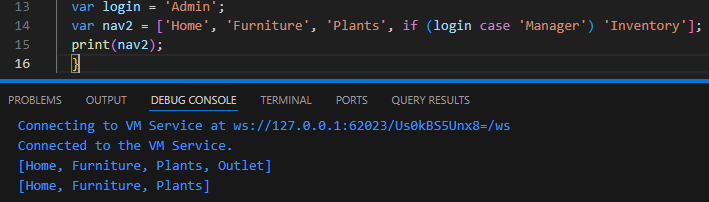 13 var login = 'Admin';
14 var nav2 = ['Home', 'Furniture', 'Plants', if (login case 'Manager') 'Inventory'];
15 print(nav2);
16 }
PROBLEMS OUTPUT DEBUG CONSOLE TERMINAL PORTS QUERY RESULTS
Connecting to VM Service at ws://127.0.0.1:62023/Us0kBS5Unx8=/ws
Connected to the VM Service.
[Home, Furniture, Plants, Outlet]
[Home, Furniture, Plants]